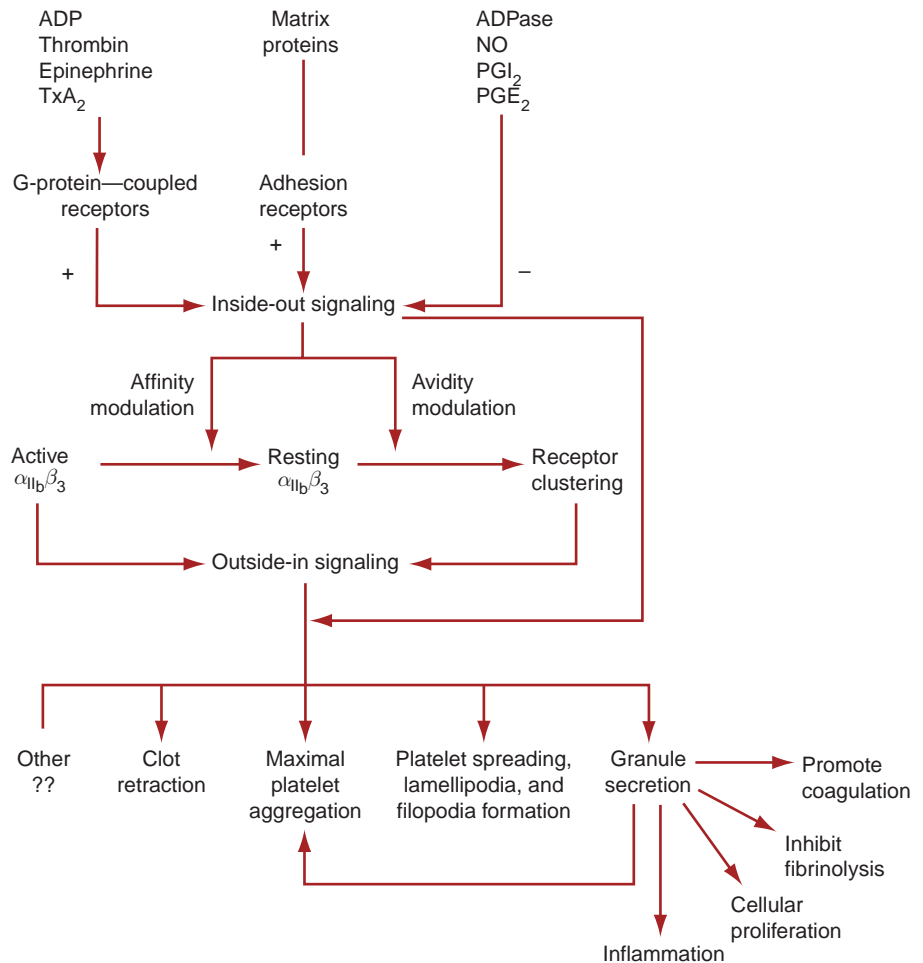 ADP
Thrombin
Epinephrine
TxA2
Matrix
proteins
ADPase
NO
PGI2
PGE2
G-protein—coupled
receptors
Adhesion
receptors
+
+
–
Inside-out signaling
Affinity
modulation
Avidity
modulation
Active
αIIbβ3
Resting
αIIbβ3
Receptor
clustering
Outside-in signaling
Other
??
Clot
retraction
Maximal
platelet
aggregation
Platelet spreading,
lamellipodia, and
filopodia formation
Granule
secretion
Promote
coagulation
Inhibit
fibrinolysis
Cellular
proliferation
Inflammation